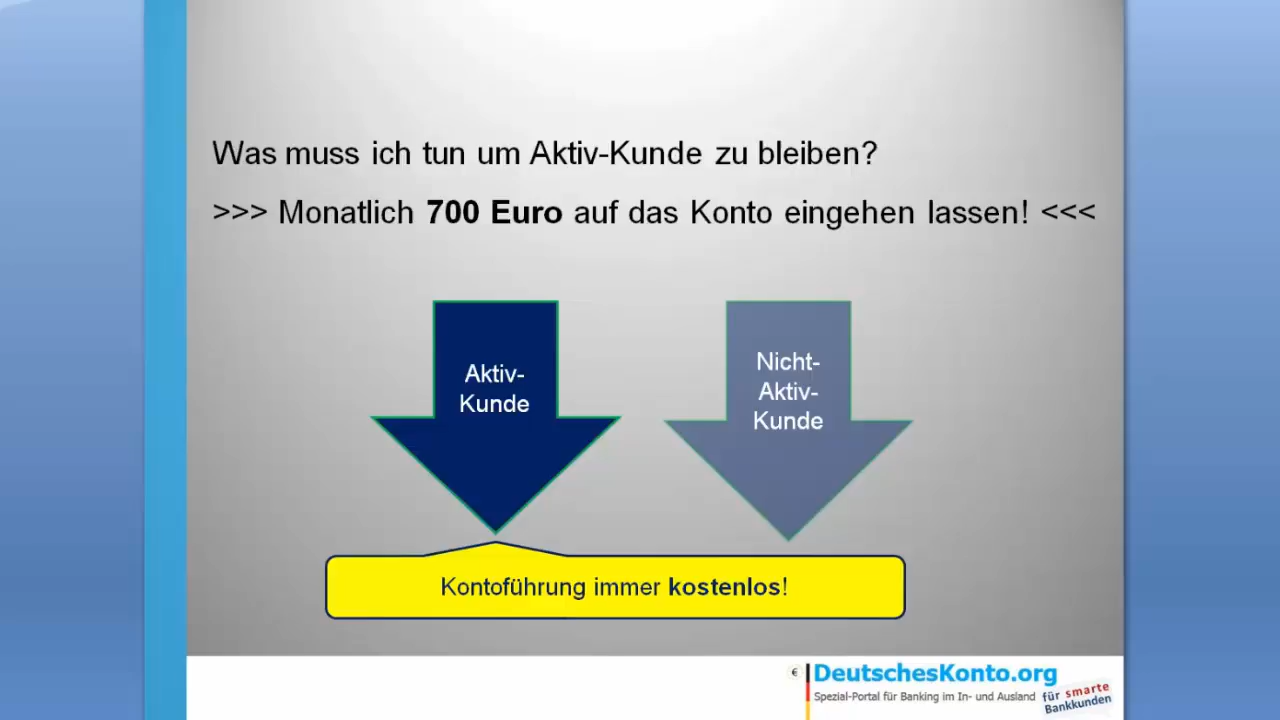 Was muss ich tun um Aktiv-Kunde zu bleiben?
>>> Monatlich 700 Euro auf das Konto eingehen lassen! <<<
Aktiv-
Kunde
Nicht-
Aktiv-
Kunde
Kontoführung immer kostenlos!
€ DeutschesKonto.org
Spezial-Portal für Banking im In- und Ausland
für smarte
Bankkunden